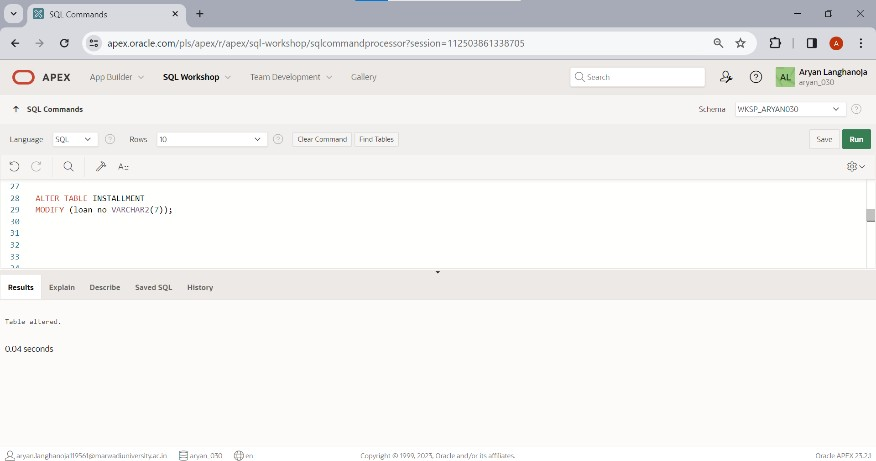 SQL Commands
apex.oracle.com/pls/apex/r/apex/sql-workshop/sqlcommandprocessor?session=112503861338705
A
APEX App Builder SQL Workshop Team Development Gallery Search AL Aryan Langhanoja
aryan_030
SQL Commands Schema WKSP_ARYAN030
Language SQL Rows 10 Clear Command Find Tables Save Run
27
28 ALTER TABLE INSTALLMENT
29 MODIFY (loan no VARCHAR2(7));
30
31
32
33
34
Results Explain Describe Saved SQL History
Table altered.
0.04 seconds
aryan.langhanoja119561@marwadiuniversity.ac.in aryan_030 en Copyright © 1999, 2023, Oracle and/or its affiliates. Oracle APEX 23.2.1